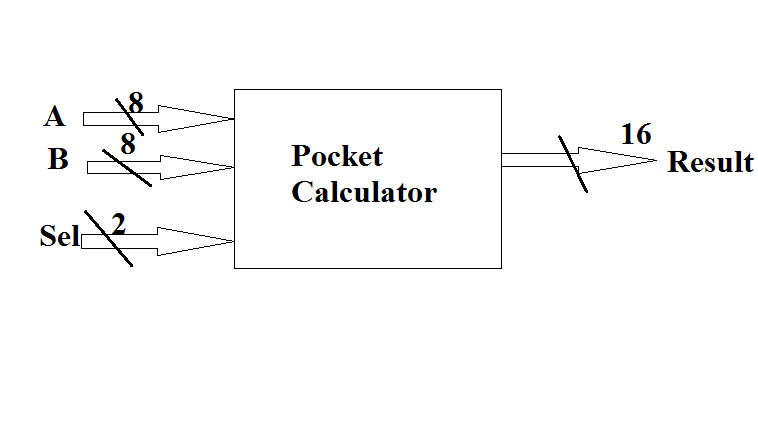 A
8
B
8
Sel
2
Pocket
Calculator
16
Result